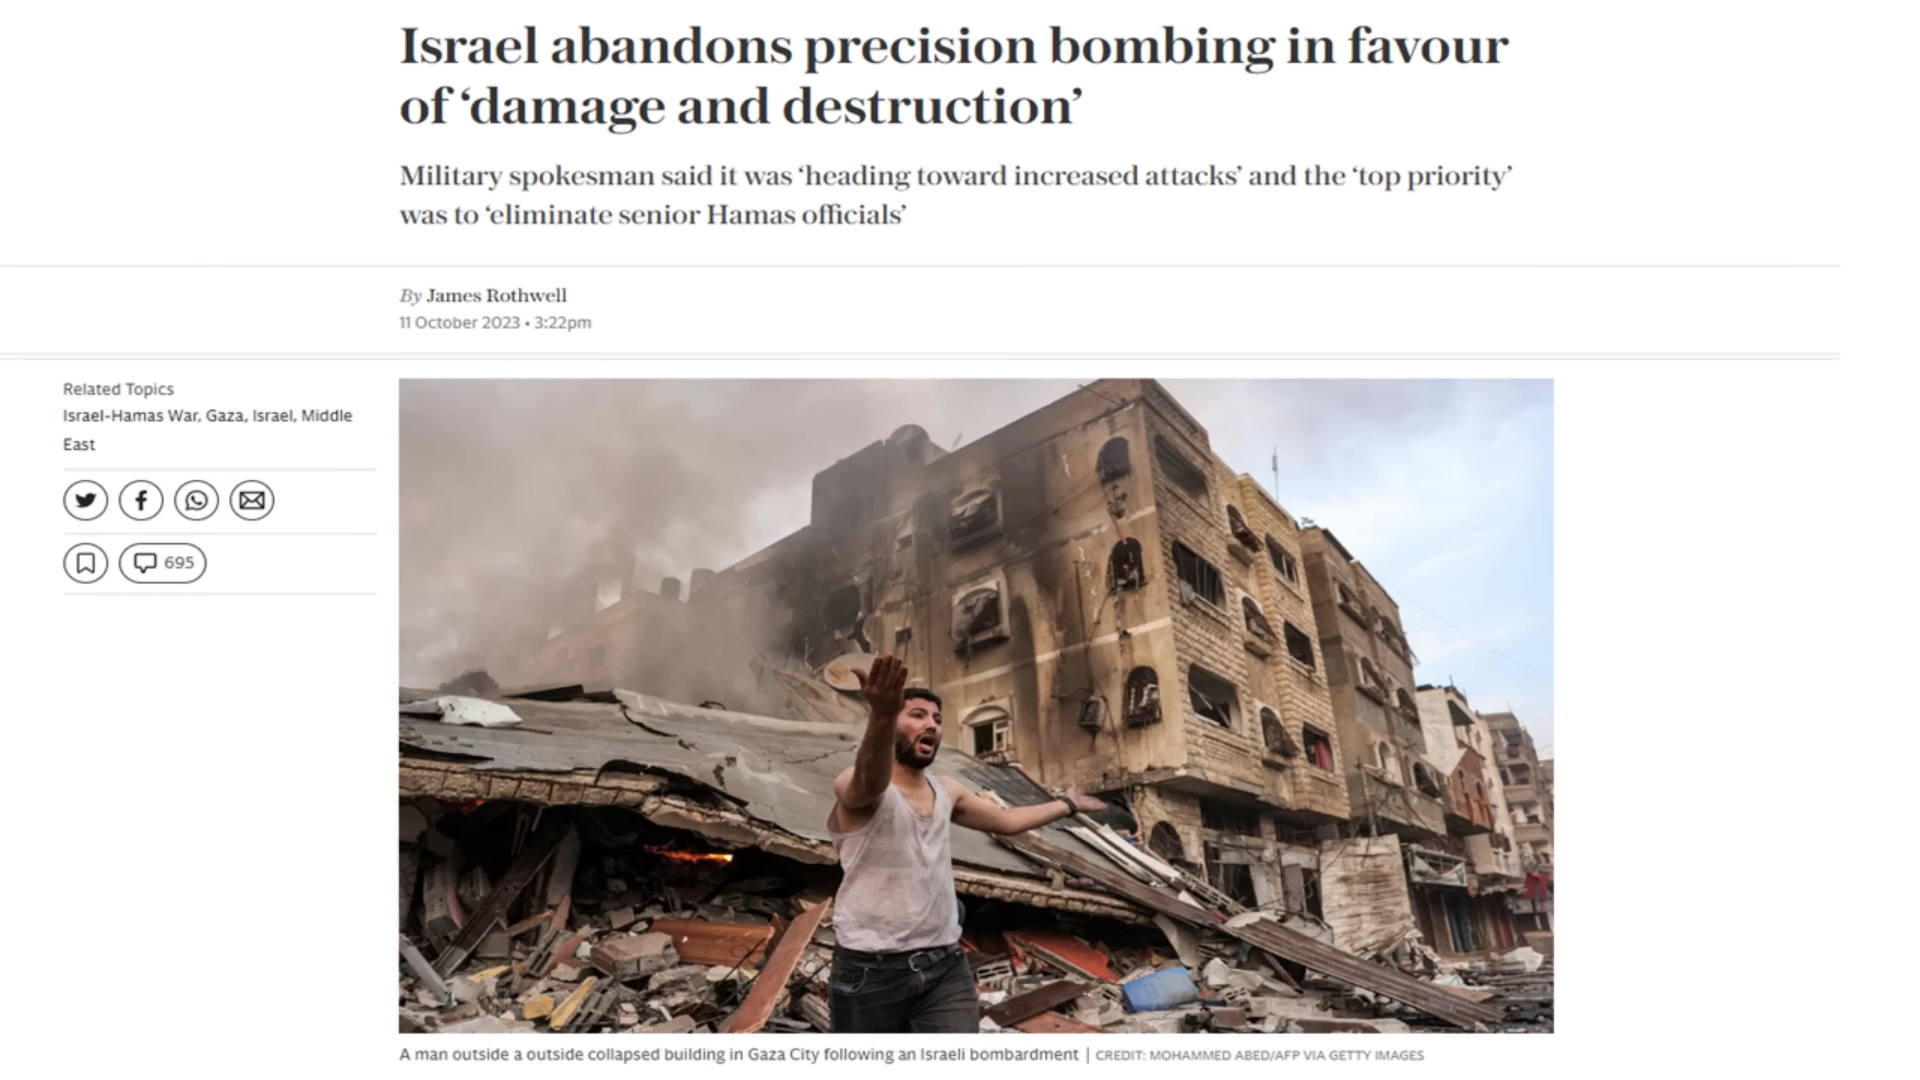 Israel abandons precision bombing in favour
of ‘damage and destruction’
Military spokesman said it was ‘heading toward increased attacks’ and the ‘top priority’
was to ‘eliminate senior Hamas officials’
By James Rothwell
11 October 2023 • 3:22pm
Related Topics
Israel-Hamas War, Gaza, Israel, Middle
East
695
A man outside a outside collapsed building in Gaza City following an Israeli bombardment | CREDIT: MOHAMMED ABED/AFP VIA GETTY IMAGES